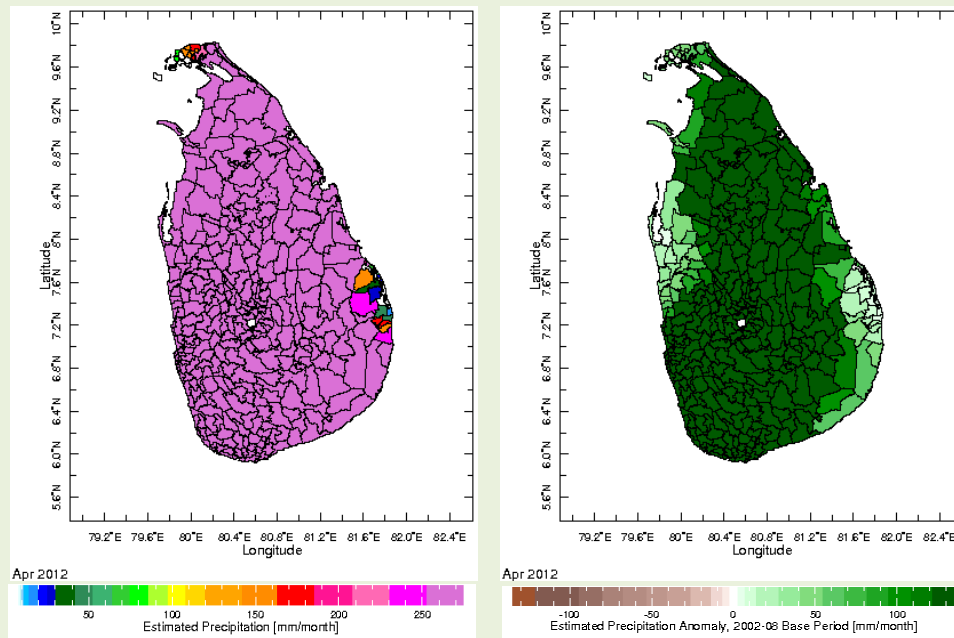 10°N
9.6°N
9.2°N
8.8°N
8.4°N
7.8°N
7.6°N
7.2°N
6.8°N
6.4°N
6.0°N
5.6°N
Latitude
79.2°E 79.6°E 80°E 80.4°E 80.8°E 81.2°E 81.6°E 82.0°E 82.4°E
Longitude
Apr 2012
50 100 150 200 250
Estimated Precipitation [mm/month]
10°N
9.6°N
9.2°N
8.8°N
8.4°N
7.8°N
7.6°N
7.2°N
6.8°N
6.4°N
6.0°N
5.6°N
Latitude
79.2°E 79.6°E 80°E 80.4°E 80.8°E 81.2°E 81.6°E 82.0°E 82.4°E
Longitude
Apr 2012
-100 -50 0 50 100
Estimated Precipitation Anomaly, 2002-08 Base Period [mm/month]